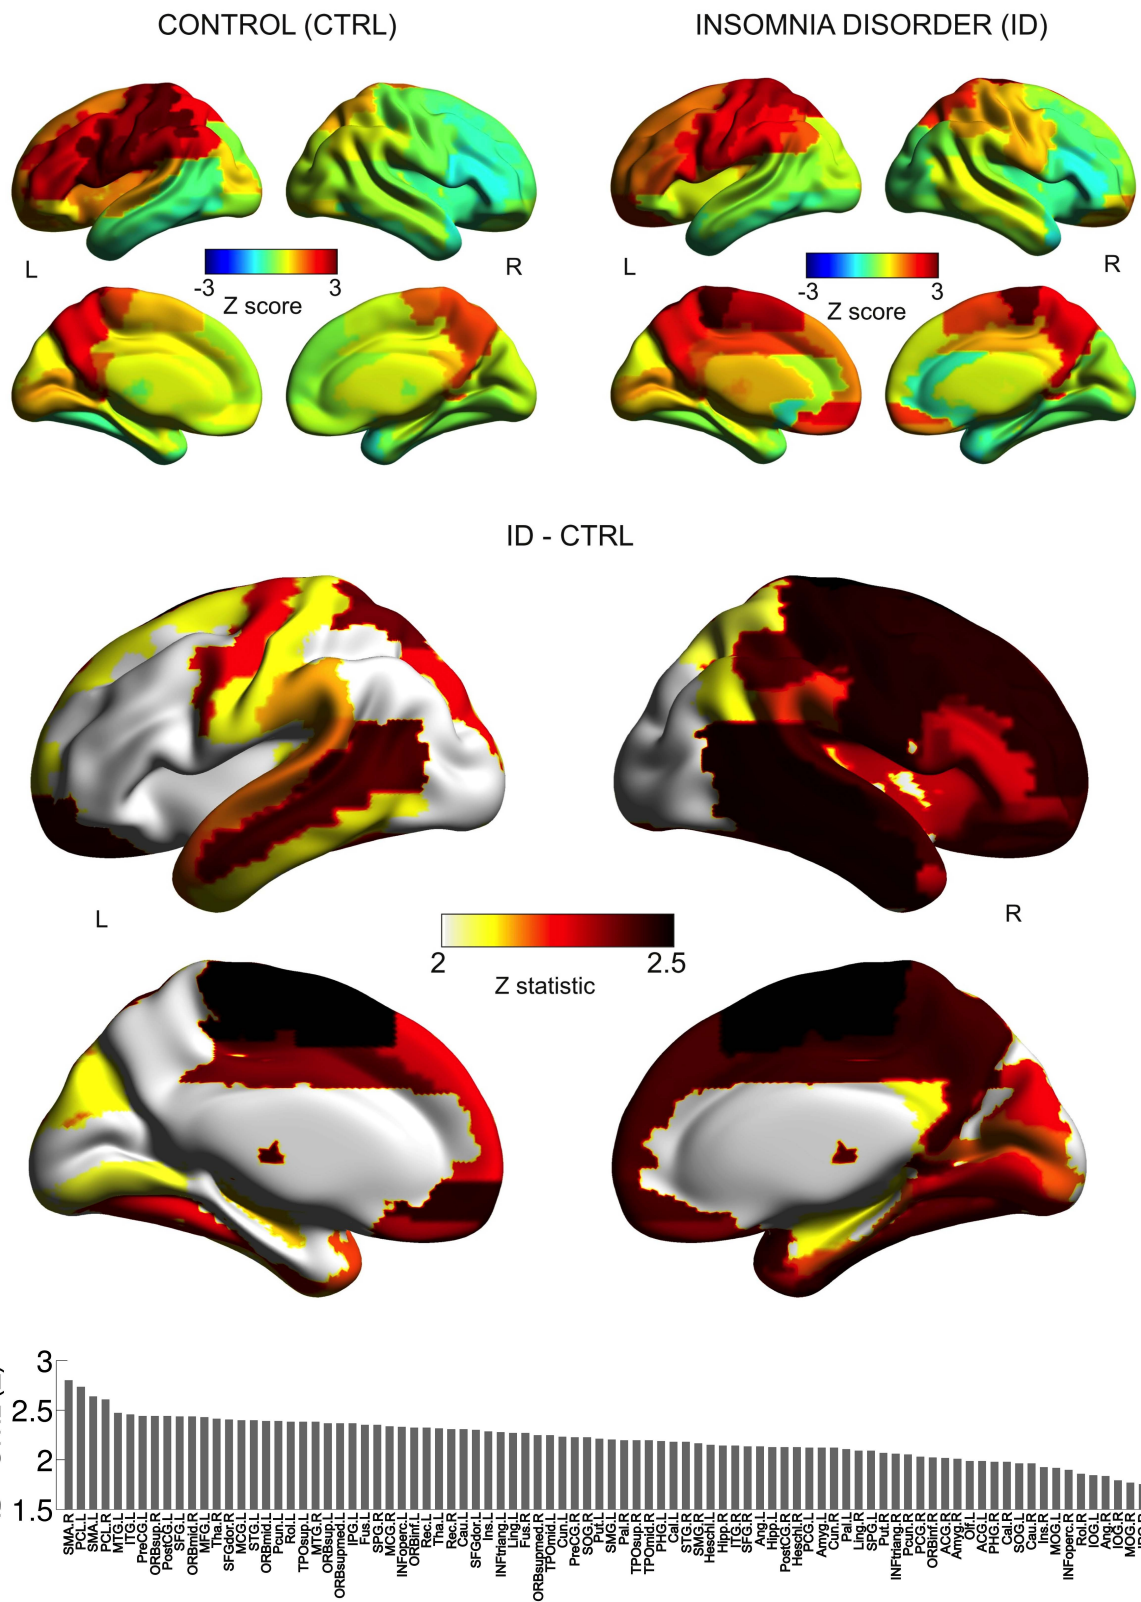 CONTROL (CTRL)
INSOMNIA DISORDER (ID)
L
R
-3
3
Z score
L
R
-3
3
Z score
ID - CTRL
L
R
2
2.5
Z statistic
3
2.5
2
1.5
SMA.R
PCL.L
SMA.L
PCL.R
MTG.L
ITG.L
PreCG.L
ORBsup.R
PostCG.L
SFG.L
ORBmid.R
MFG.L
Tha.R
SFGdor.R
MCG.L
STG.L
ORBmid.L
Poun.L
Rol.L
TPOsup.L
MTG.R
ORBsup.L
ORBsupmed.L
IPG.L
Fus.R
SPG.R
MCG.R
INFoperc.L
ORBinf.L
Rec.L
Tha.L
Rec.R
Cau.L
SFGdor.L
Ins.L
INFtriang.L
Ling.L
Fus.L
ORBsupmed.R
TPOmid.L
Cun.L
PreCG.R
SOG.R
Put.L
SMG.L
Pal.R
TPOsup.R
TPOmid.R
PHG.L
Cal.L
STG.R
SMG.R
Heschl.L
Hipp.R
ITG.R
SFG.R
Ang.L
Hipp.L
PostCG.R
Heschl.R
PCG.L
Amyg.L
Cun.R
Pal.L
Ling.R
SPG.L
Put.R
INFtriang.R
Poun.R
PCG.R
ORBinf.R
ACG.R
Amyg.R
Olf.L
ACG.L
PHG.R
Cal.R
SOG.L
Cau.R
Ins.R
MOG.L
INFoperc.R
Rol.R
IOG.L
Ang.R
IOG.R
MOG.R